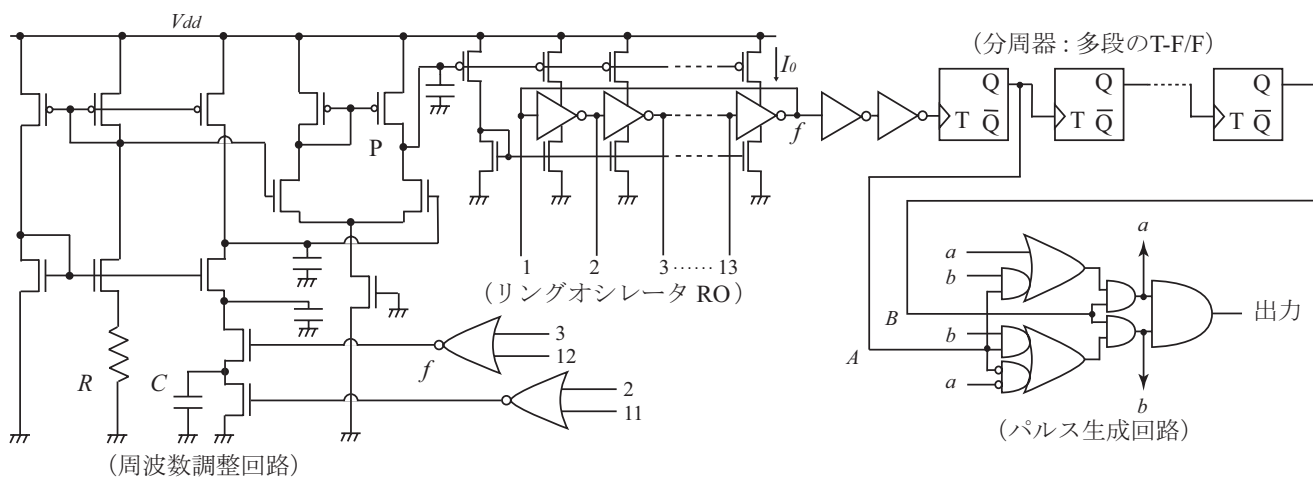 Vdd
(分周器 : 多段のT-F/F)
I0
Q
Q
Q
T Q
T Q
T Q
f
P
1 2 3 ...... 13
(リングオシレータ RO)
a
a
b
B
出力
3
12
f
A
b
a
b
R
C
2
11
(パルス生成回路)
(周波数調整回路)